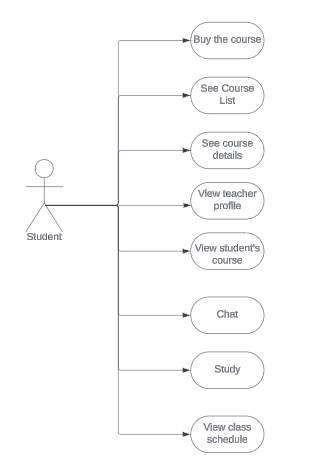 Buy the course
See Course
List
See course
details
View teacher
profile
View student's
course
Student
Chat
Study
View class
schedule